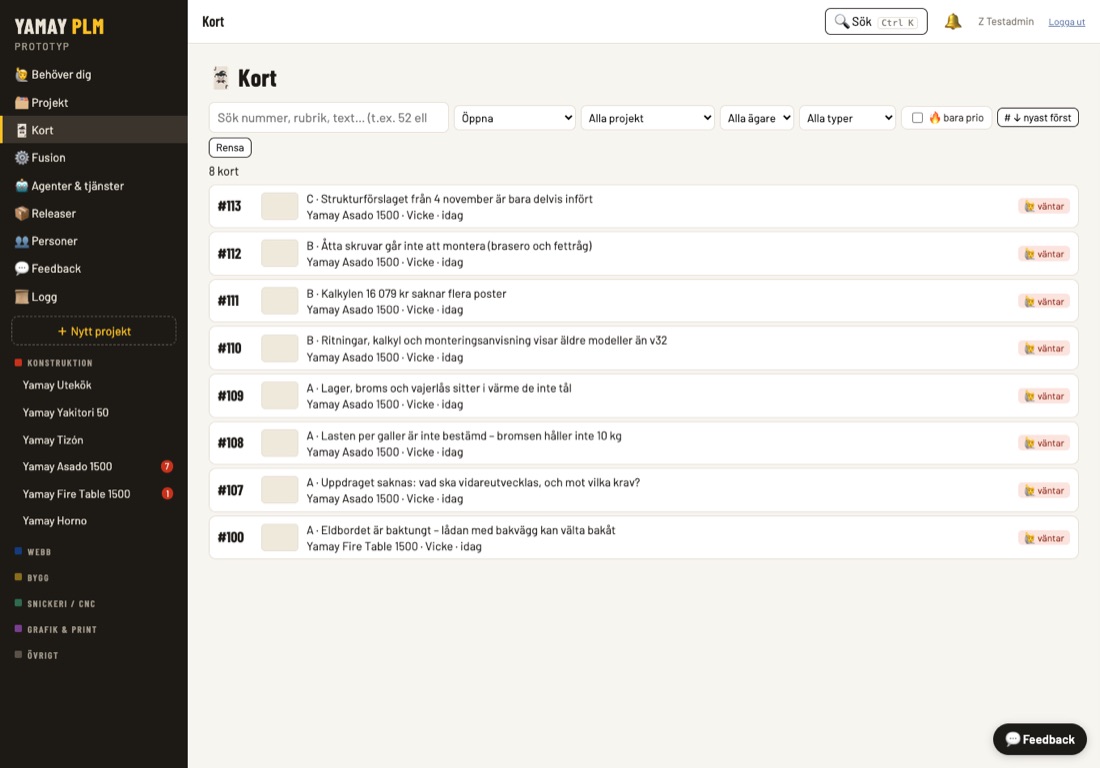 YAMAY PLM
PROTOTYP
Behöver dig
Projekt
Kort
Fusion
Agenter & tjänster
Releaser
Personer
Feedback
Logg
+ Nytt projekt
KONSTRUKTION
Yamay Utekök
Yamay Yakitori 50
Yamay Tizón
Yamay Asado 1500 7
Yamay Fire Table 1500 1
Yamay Horno
WEBB
BYGG
SNICKERI / CNC
GRAFIK & PRINT
ÖVRIGT
Kort
Sök Ctrl K
Z Testadmin
Logga ut
Kort
Sök nummer, rubrik, text... (t.ex. 52 ell
Öppna
Alla projekt
Alla ägare
Alla typer
bara prio
# ↓ nyast först
Rensa
8 kort
#113
C · Strukturförslaget från 4 november är bara delvis infört
Yamay Asado 1500 · Vicke · idag
väntar
#112
B · Åtta skruvar går inte att montera (brasero och fettråg)
Yamay Asado 1500 · Vicke · idag
väntar
#111
B · Kalkylen 16 079 kr saknar flera poster
Yamay Asado 1500 · Vicke · idag
väntar
#110
B · Ritningar, kalkyl och monteringsanvisning visar äldre modeller än v32
Yamay Asado 1500 · Vicke · idag
väntar
#109
A · Lager, broms och vajerlås sitter i värme de inte tål
Yamay Asado 1500 · Vicke · idag
väntar
#108
A · Lasten per galler är inte bestämd – bromsen håller inte 10 kg
Yamay Asado 1500 · Vicke · idag
väntar
#107
A · Uppdraget saknas: vad ska vidareutvecklas, och mot vilka krav?
Yamay Asado 1500 · Vicke · idag
väntar
#100
A · Eldbordet är baktungt – lådan med bakvägg kan välta bakåt
Yamay Fire Table 1500 · Vicke · idag
väntar
Feedback